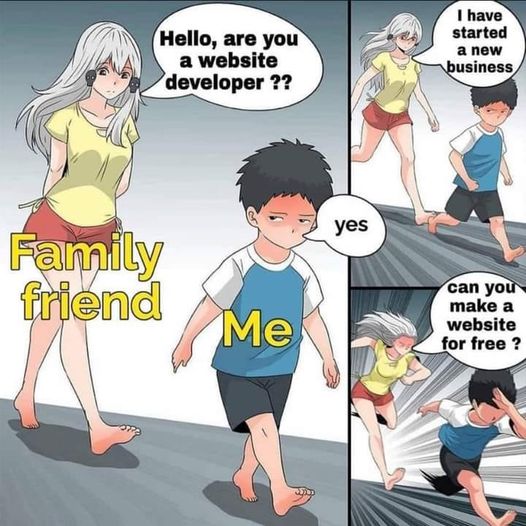 Hello, are you
a website
developer ??
Family
friend
Me
yes
I have
started
a new
business
can you
make a
website
for free ?